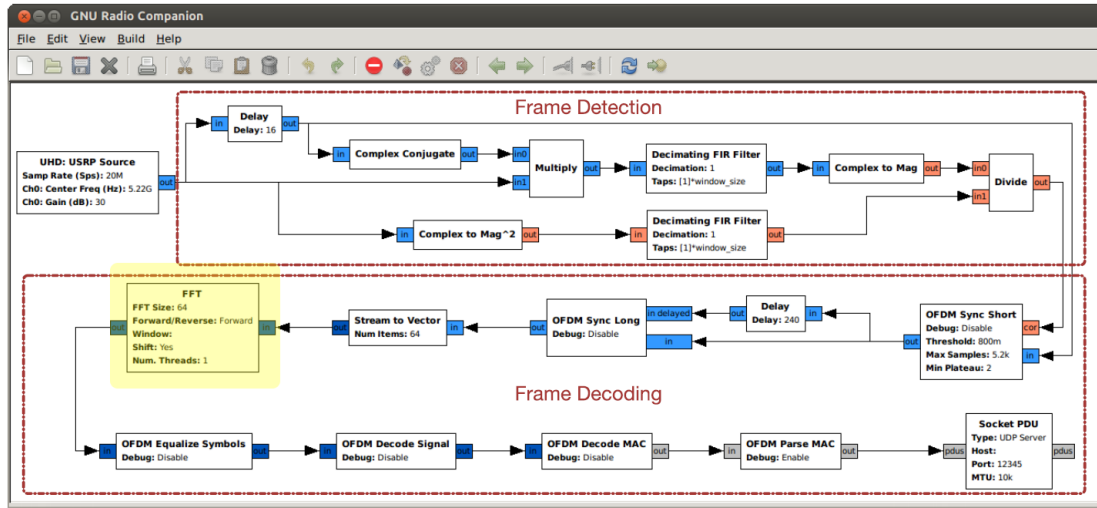 GNU Radio Companion
File Edit View Build Help
Frame Detection
Delay
in
out
Delay: 16
UHD: USRP Source
Samp Rate (Sps): 20M
Ch0: Center Freq (Hz): 5.22G
Ch0: Gain (dB): 30
out
in
Complex Conjugate
out
in0
in1
Multiply
out
in
Decimating FIR Filter
Decimation: 1
Taps: [1]*window_size
out
in
Complex to Mag
out
in0
in1
Divide
out
in
Complex to Mag^2
out
in
Decimating FIR Filter
Decimation: 1
Taps: [1]*window_size
out
FFT
FFT Size: 64
Forward/Reverse: Forward
Window:
Shift: Yes
Num. Threads: 1
out
in
out
Stream to Vector
Num Items: 64
in
out
OFDM Sync Long
Debug: Disable
in delayed
in
out
Delay
Delay: 240
in
out
OFDM Sync Short
Debug: Disable
Threshold: 800m
Max Samples: 5.2k
Min Plateau: 2
cor
in
Frame Decoding
in
OFDM Equalize Symbols
Debug: Disable
out
in
OFDM Decode Signal
Debug: Disable
out
in
OFDM Decode MAC
Debug: Disable
out
in
OFDM Parse MAC
Debug: Enable
out
pdus
Socket PDU
Type: UDP Server
Host:
Port: 12345
MTU: 10k
pdus